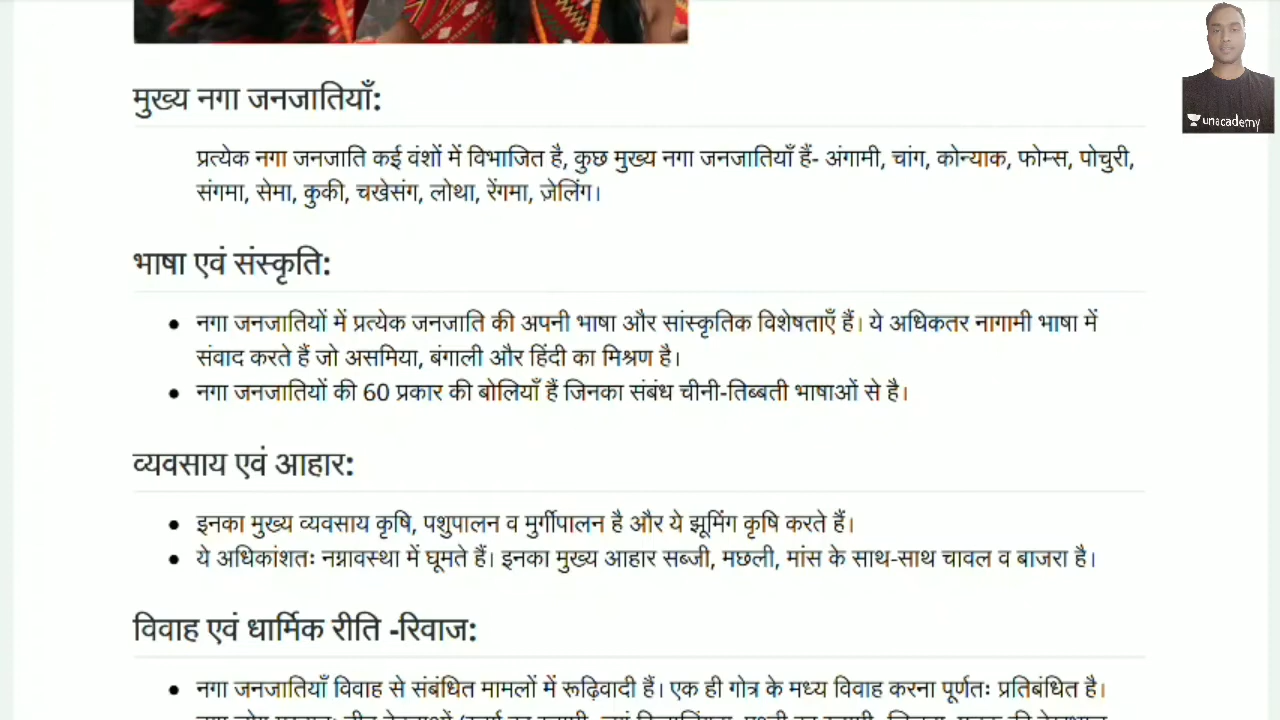 unacademy
मुख्य नगा जनजातियाँ:
प्रत्येक नगा जनजाति कई वंशों में विभाजित है, कुछ मुख्य नगा जनजातियाँ हैं- अंगामी, चांग, कोन्याक, फोम्स, पोचुरी,
संगमा, सेमा, कुकी, चखेसंग, लोथा, रेंगमा, ज़ेलिंग।
भाषा एवं संस्कृति:
• नगा जनजातियों में प्रत्येक जनजाति की अपनी भाषा और सांस्कृतिक विशेषताएँ हैं। ये अधिकतर नागामी भाषा में
संवाद करते हैं जो असमिया, बंगाली और हिंदी का मिश्रण है।
• नगा जनजातियों की 60 प्रकार की बोलियाँ हैं जिनका संबंध चीनी-तिब्बती भाषाओं से है।
व्यवसाय एवं आहार:
• इनका मुख्य व्यवसाय कृषि, पशुपालन व मुर्गीपालन है और ये झूमिंग कृषि करते हैं।
• ये अधिकांशतः नग्नावस्था में घूमते हैं। इनका मुख्य आहार सब्जी, मछली, मांस के साथ-साथ चावल व बाजरा है।
विवाह एवं धार्मिक रीति -रिवाज:
• नगा जनजातियाँ विवाह से संबंधित मामलों में रूढ़िवादी हैं। एक ही गोत्र के मध्य विवाह करना पूर्णतः प्रतिबंधित है।